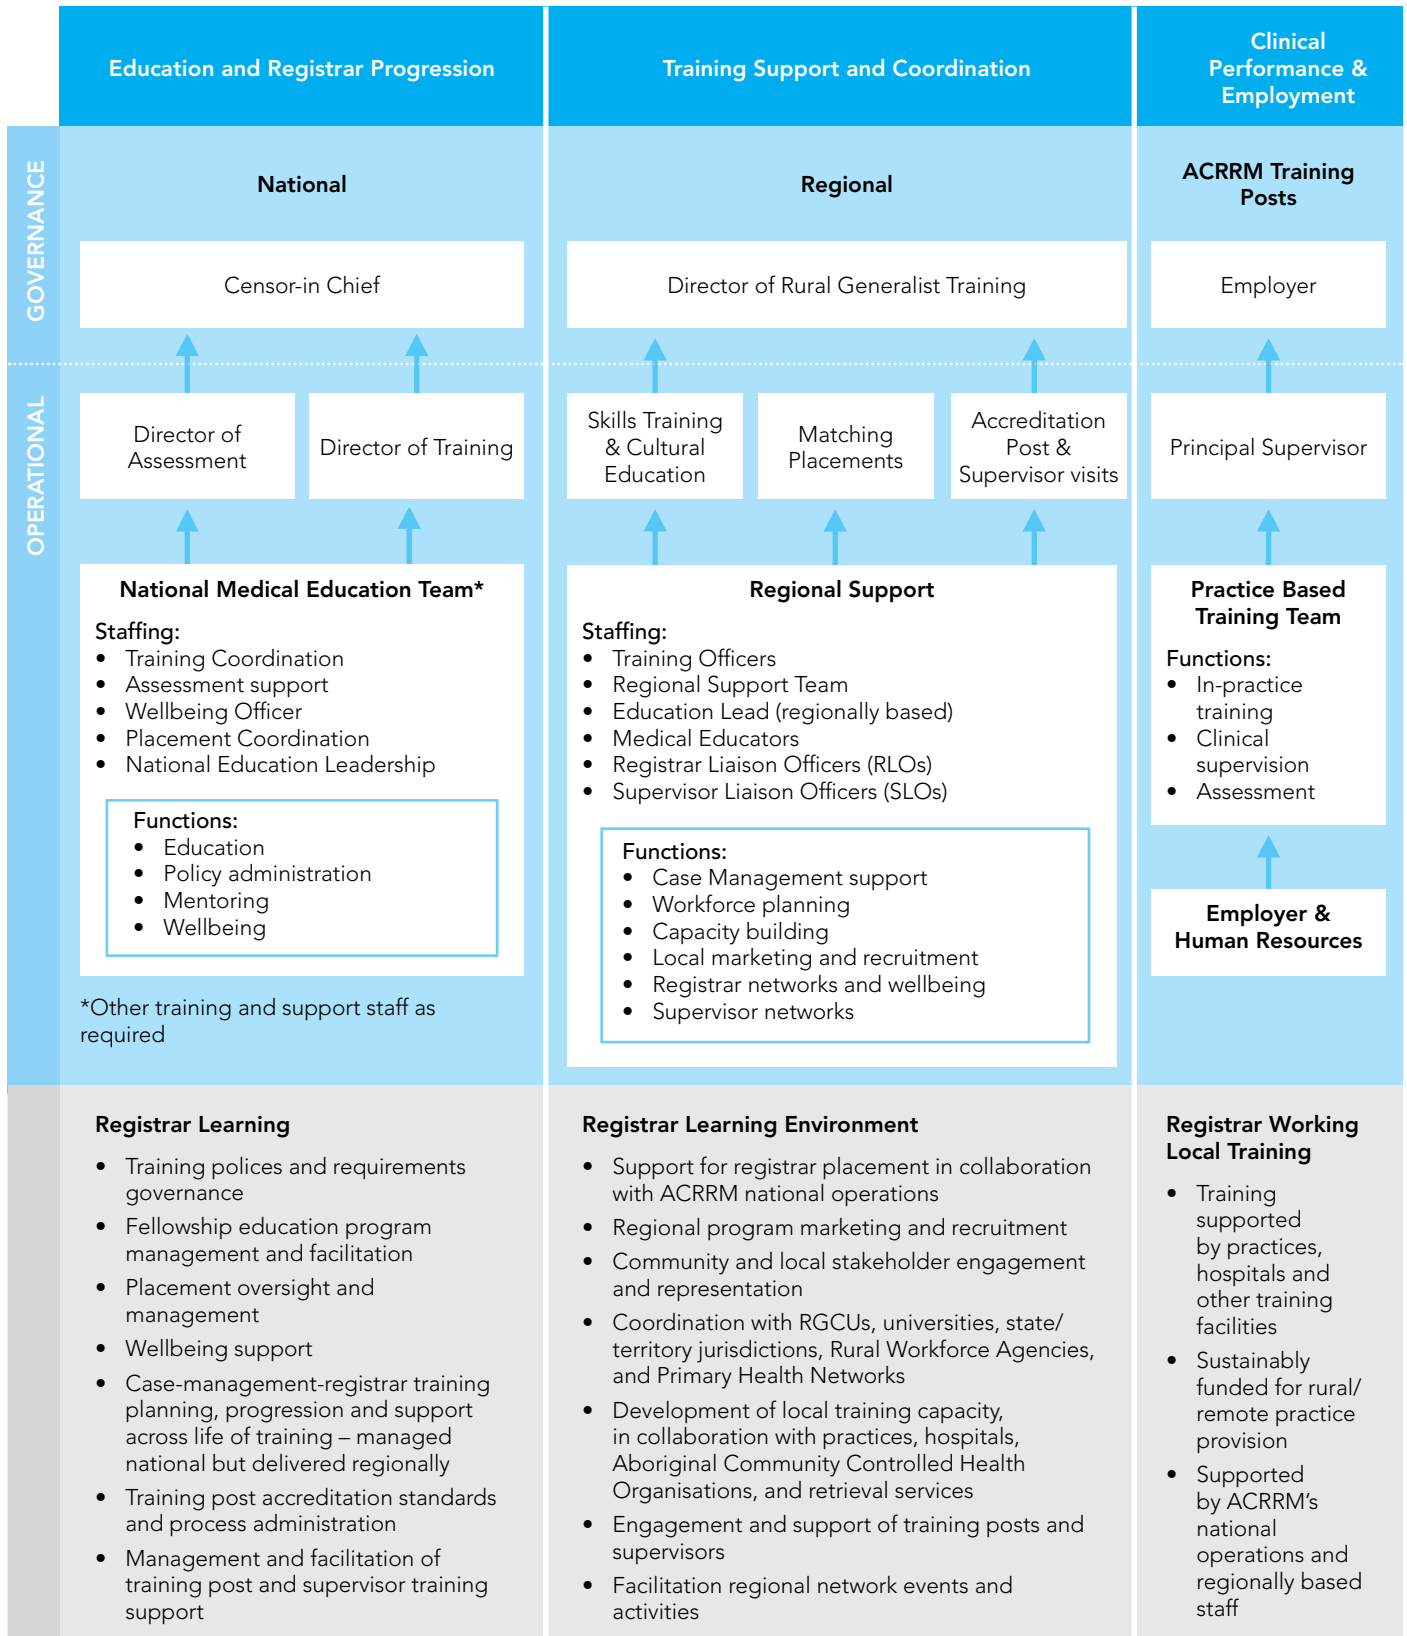 Education and Registrar Progression
Training Support and Coordination
Clinical
Performance &
Employment
GOVERNANCE
National
Regional
ACRRM Training
Posts
Censor-in Chief
Director of Rural Generalist Training
Employer
OPERATIONAL
Director of
Assessment
Director of Training
Skills Training
& Cultural
Education
Matching
Placements
Accreditation
Post &
Supervisor visits
Principal Supervisor
National Medical Education Team*
Staffing:
• Training Coordination
• Assessment support
• Wellbeing Officer
• Placement Coordination
• National Education Leadership
Functions:
• Education
• Policy administration
• Mentoring
• Wellbeing
*Other training and support staff as
required
Regional Support
Staffing:
• Training Officers
• Regional Support Team
• Education Lead (regionally based)
• Medical Educators
• Registrar Liaison Officers (RLOs)
• Supervisor Liaison Officers (SLOs)
Functions:
• Case Management support
• Workforce planning
• Capacity building
• Local marketing and recruitment
• Registrar networks and wellbeing
• Supervisor networks
Practice Based
Training Team
Functions:
• In-practice
training
• Clinical
supervision
• Assessment
Employer &
Human Resources
Registrar Learning
• Training polices and requirements
governance
• Fellowship education program
management and facilitation
• Placement oversight and
management
• Wellbeing support
• Case-management-registrar training
planning, progression and support
across life of training – managed
national but delivered regionally
• Training post accreditation standards
and process administration
• Management and facilitation of
training post and supervisor training
support
Registrar Learning Environment
• Support for registrar placement in collaboration
with ACRRM national operations
• Regional program marketing and recruitment
• Community and local stakeholder engagement
and representation
• Coordination with RGCUs, universities, state/
territory jurisdictions, Rural Workforce Agencies,
and Primary Health Networks
• Development of local training capacity,
in collaboration with practices, hospitals,
Aboriginal Community Controlled Health
Organisations, and retrieval services
• Engagement and support of training posts and
supervisors
• Facilitation regional network events and
activities
Registrar Working
Local Training
• Training
supported
by practices,
hospitals and
other training
facilities
• Sustainably
funded for rural/
remote practice
provision
• Supported
by ACRRM's
national
operations and
regionally based
staff